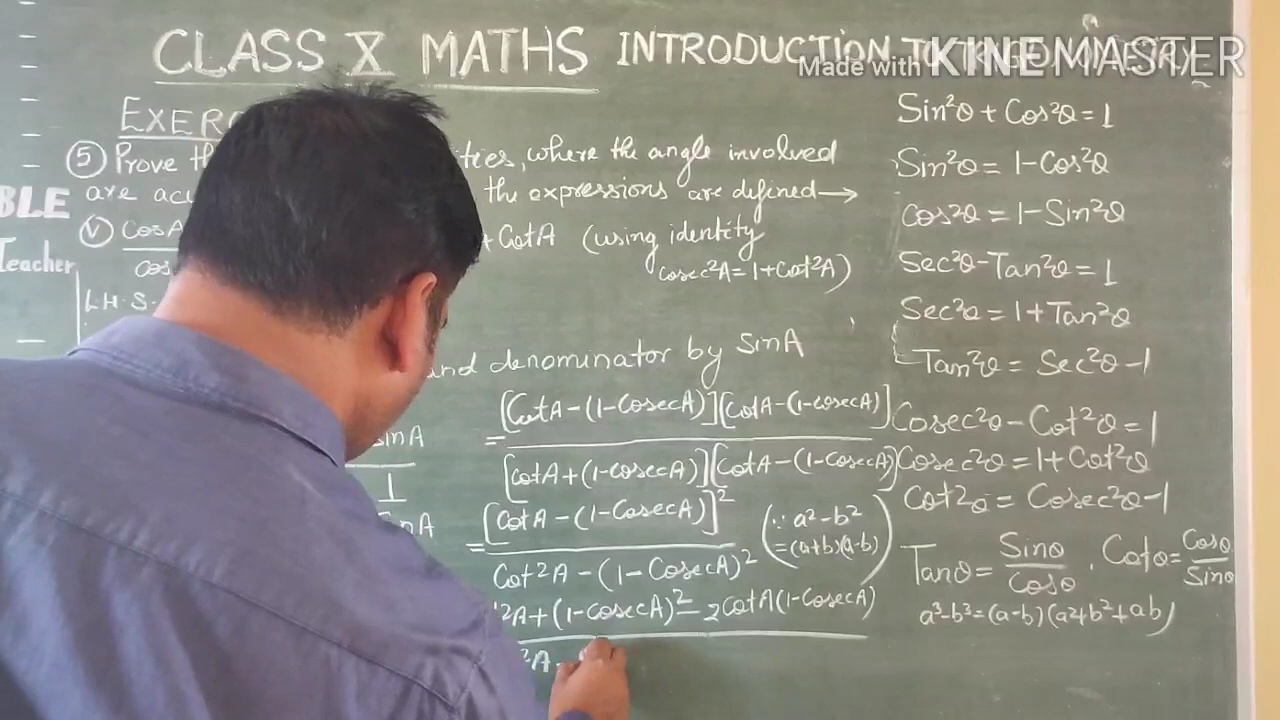 CLASS X MATHS INTRODUCTION TO TRIGONOMETRY
Made with KINEMASTER
EXER
5 Prove th ties, where the angle involved
are acu the expressions are defined →
V CosA + CotA (using identity
cosec²A = 1 + Cot²A)
BLE
Teacher
L.H.S.
and denominator by sinA
sinA
1
nA
= [CotA - (1 - CosecA)] [CotA - (1 - cosecA)]
[CotA + (1 - cosecA)] [CotA - (1 - CosecA)]
= [CotA - (1 - CosecA)]²
Cot²A - (1 - CosecA)²
(∵ a² - b²
= (a+b)(a-b))
²A + (1 - cosecA)² - 2CotA(1 - CosecA)
²A -
Sin²θ + Cos²θ = 1
Sin²θ = 1 - Cos²θ
Cos²θ = 1 - Sin²θ
Sec²θ - Tan²θ = 1
Sec²θ = 1 + Tan²θ
Tan²θ = Sec²θ - 1
Cosec²θ - Cot²θ = 1
Cosec²θ = 1 + Cot²θ
Cot²θ = Cosec²θ - 1
Tanθ = Sinθ/Cosθ , Cotθ = Cosθ/Sinθ
a³ - b³ = (a - b)(a² + b² + ab)